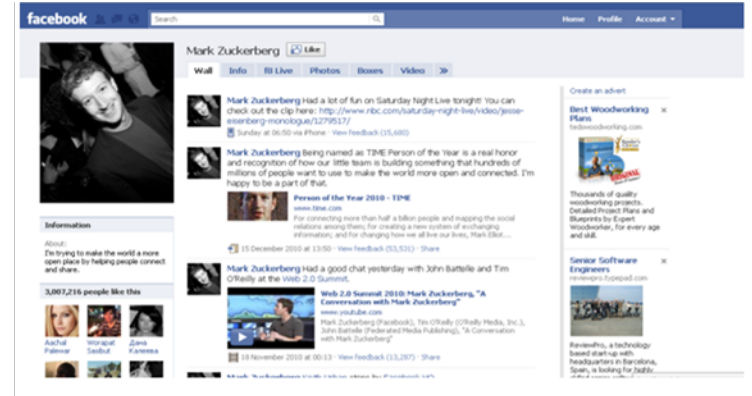 facebook
Search
Home Profile Account
Mark Zuckerberg Like
Wall Info f8 Live Photos Boxes Video »
Mark Zuckerberg Had a lot of fun on Saturday Night Live tonight! You can
check out the clip here: http://www.nbc.com/saturday-night-live/video/jesse-
eisenberg-monologue/1279517/
Sunday at 06:50 via iPhone · View feedback (15,680)
Mark Zuckerberg Being named as TIME Person of the Year is a real honor
and recognition of how our little team is building something that hundreds of
millions of people want to use to make the world more open and connected. I'm
happy to be a part of that.
Person of the Year 2010 - TIME
www.time.com
For connecting more than half a billion people and mapping the social
relations among them; for creating a new system of exchanging
information; and for changing how we all live our lives, Mark Elliot...
15 December 2010 at 13:50 · View feedback (53,531) · Share
Mark Zuckerberg Had a good chat yesterday with John Battelle and Tim
O'Reilly at the Web 2.0 Summit.
Web 2.0 Summit 2010: Mark Zuckerberg, "A
Conversation with Mark Zuckerberg"
www.youtube.com
Mark Zuckerberg (Facebook), Tim O'Reilly (O'Reilly Media, Inc.),
John Battelle (Federated Media Publishing), "A Conversation
with Mark Zuckerberg"
18 November 2010 at 00:13 · View feedback (13,287) · Share
Information
About:
I'm trying to make the world a more
open place by helping people connect
and share.
3,007,216 people like this
Aachal
Palewar
Worapat
Sasibut
Дана
Калеева
Create an advert
Best Woodworking
Plans
tedswoodworking.com
Thousands of quality
woodworking projects.
Detailed Project Plans and
Blueprints by Expert
Woodworker, for every age
and skill.
Senior Software
Engineers
reviewpro.typepad.com
ReviewPro, a technology
based start-up with
headquarters in Barcelona,
Spain, is looking for highly